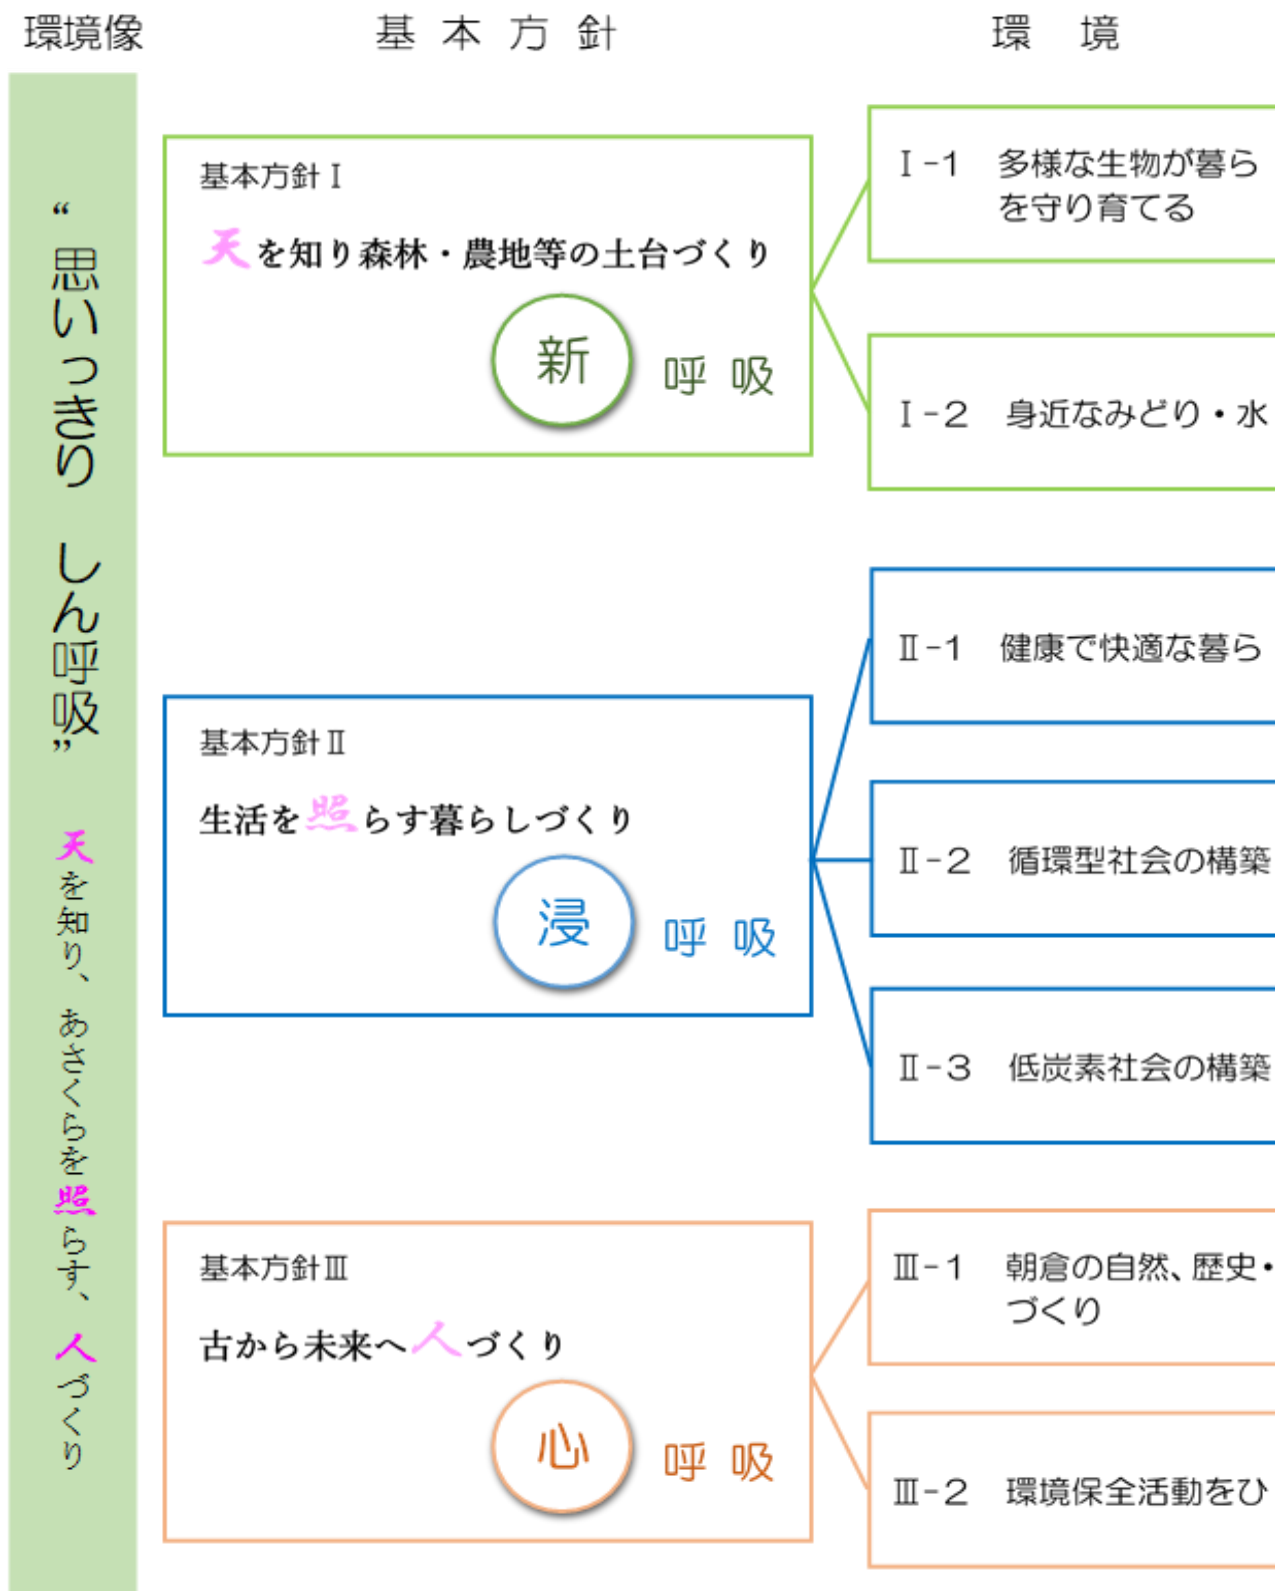 環境像
基本方針
環境
“思いっきり しん呼吸”
天を知り、あさくらを照らす、人づくり
基本方針Ⅰ
天を知り森林・農地等の土台づくり
新 呼吸
Ⅰ-1 多様な生物が暮ら
を守り育てる
Ⅰ-2 身近なみどり・水
基本方針Ⅱ
生活を照らす暮らしづくり
浸 呼吸
Ⅱ-1 健康で快適な暮ら
Ⅱ-2 循環型社会の構築
Ⅱ-3 低炭素社会の構築
基本方針Ⅲ
古から未来へ人づくり
心 呼吸
Ⅲ-1 朝倉の自然、歴史・
づくり
Ⅲ-2 環境保全活動をひ